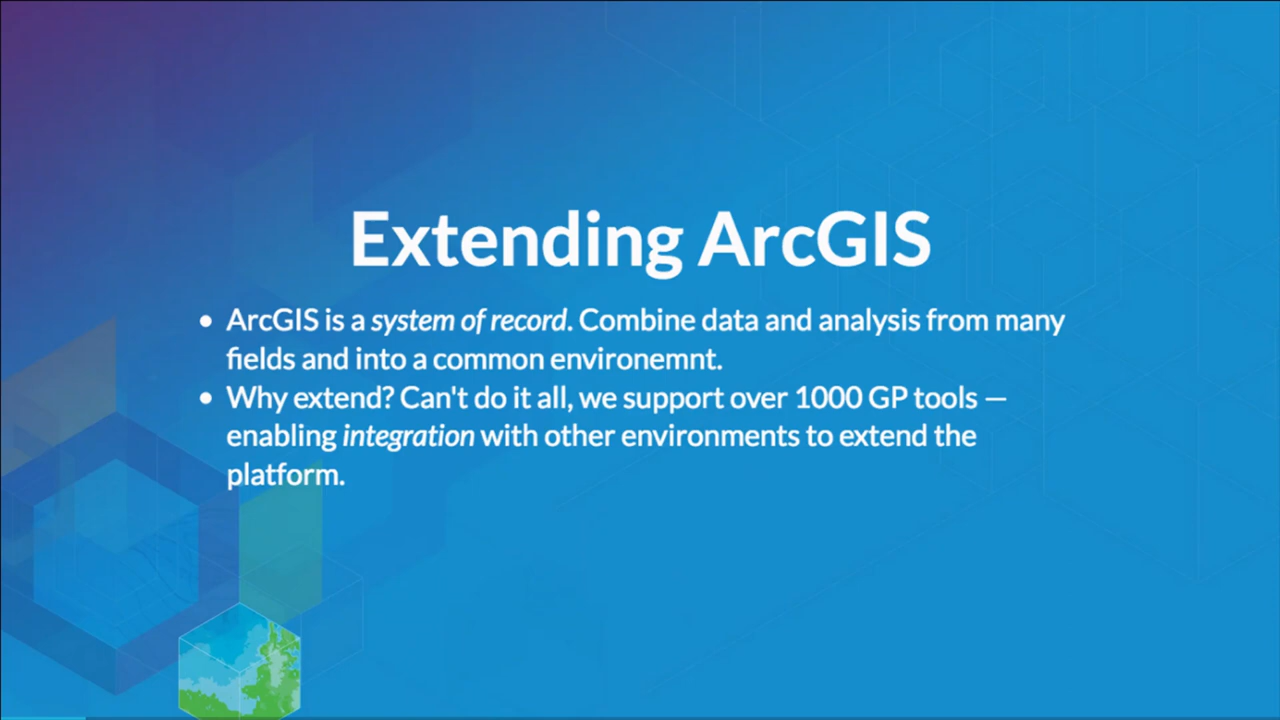 Extending ArcGIS
• ArcGIS is a system of record. Combine data and analysis from many
fields and into a common environemnt.
• Why extend? Can't do it all, we support over 1000 GP tools —
enabling integration with other environments to extend the
platform.